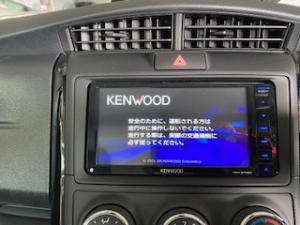 KENWOOD
安全のために、運転される方は
走行中に操作しないでください。
走行する際は、実際の交通規制に
必ず従ってください。
KENWOOD